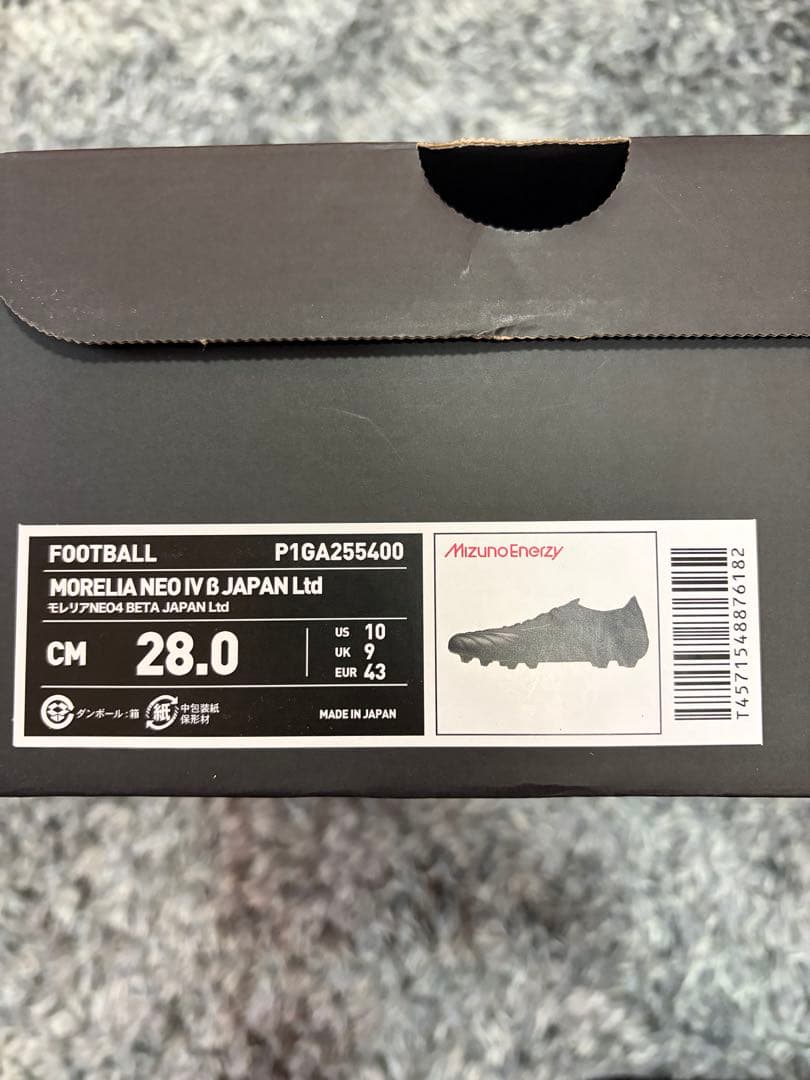 FOOTBALL P1GA255400
MORELIA NEO IV β JAPAN Ltd
モレリアNEO4 BETA JAPAN Ltd
CM 28.0
US 10
UK 9
EUR 43
ダンボール:箱 紙 中包装紙
保形材
MADE IN JAPAN
MizunoEnerzy
T4571548876182